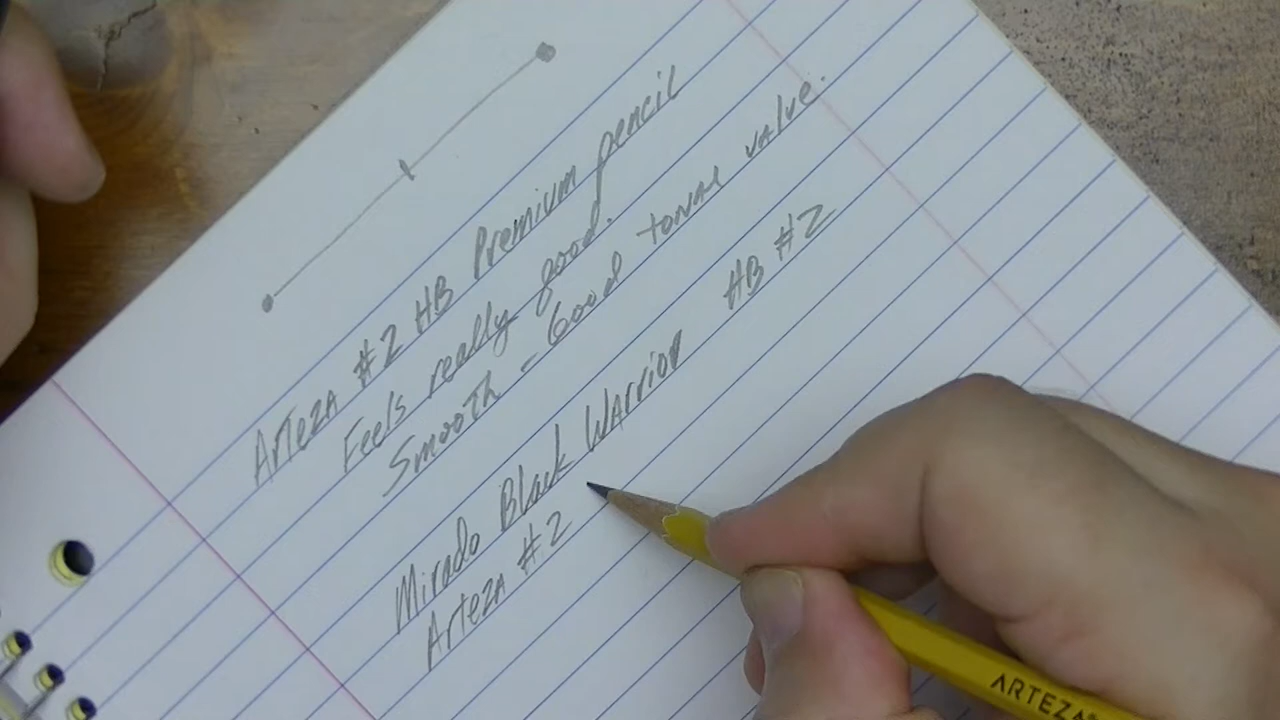 Arteza #2 HB Premium pencil
Feels really good.
Smooth - Good tonal value.
Mirado Black Warrior HB #2
Arteza #2
ARTEZA